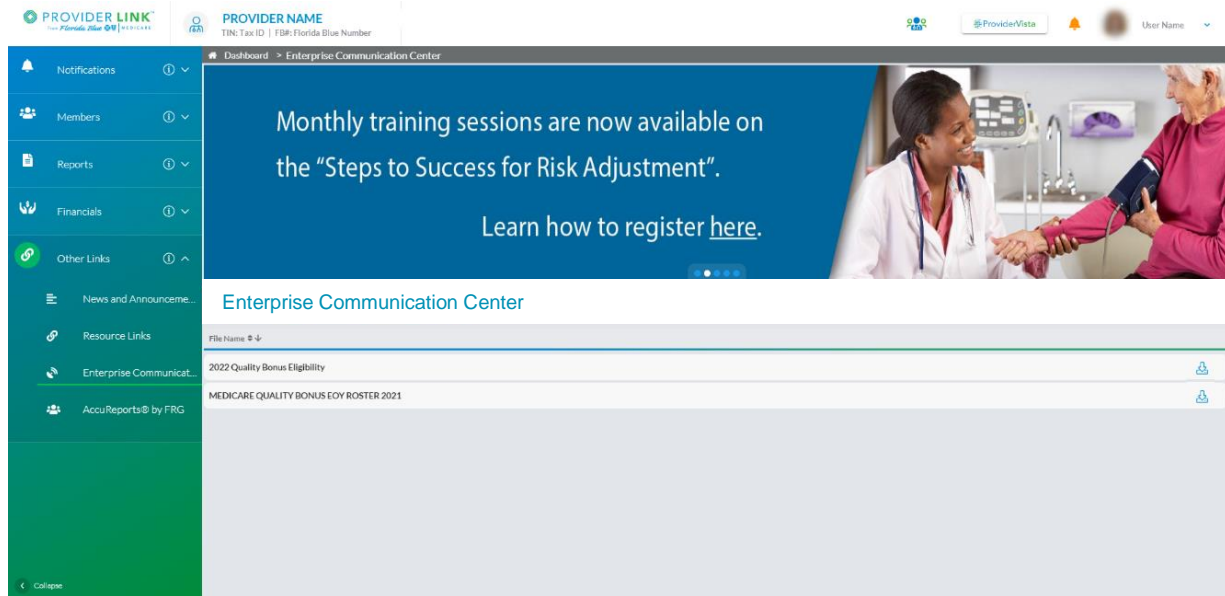 PROVIDER LINK™
from Florida Blue MEDICARE
PROVIDER NAME
TIN: Tax ID | FB#: Florida Blue Number
ProviderVista
User Name
Notifications
Members
Reports
Financials
Other Links
News and Announceme...
Resource Links
Enterprise Communicat...
AccuReports® by FRG
Collapse
Dashboard > Enterprise Communication Center
Monthly training sessions are now available on
the “Steps to Success for Risk Adjustment”.
Learn how to register here.
Enterprise Communication Center
File Name
2022 Quality Bonus Eligibility
MEDICARE QUALITY BONUS EOY ROSTER 2021